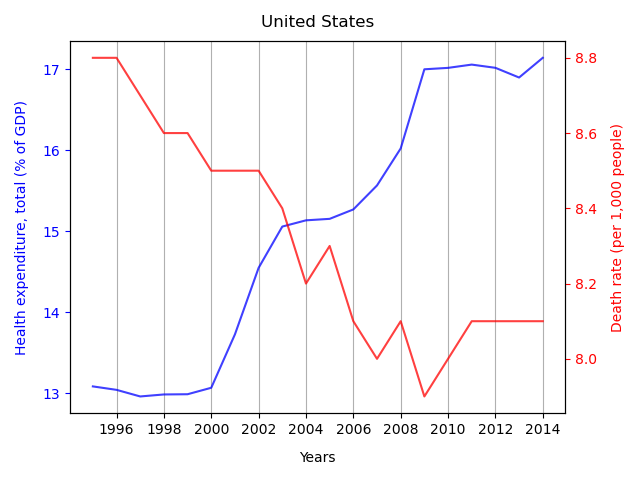 United States
Health expenditure, total (% of GDP)
17
16
15
14
13
8.8
8.6
8.4
8.2
8.0
Death rate (per 1,000 people)
1996 1998 2000 2002 2004 2006 2008 2010 2012 2014
Years